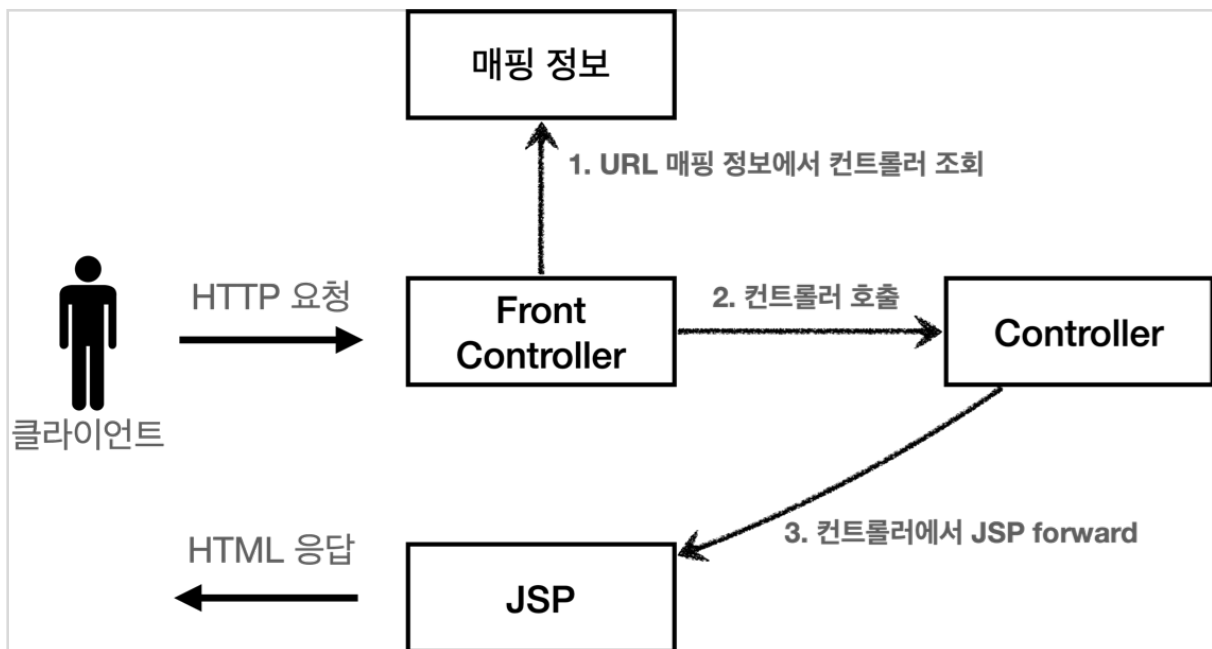 매핑 정보
1. URL 매핑 정보에서 컨트롤러 조회
HTTP 요청
Front
Controller
2. 컨트롤러 호출
Controller
클라이언트
3. 컨트롤러에서 JSP forward
HTML 응답
JSP